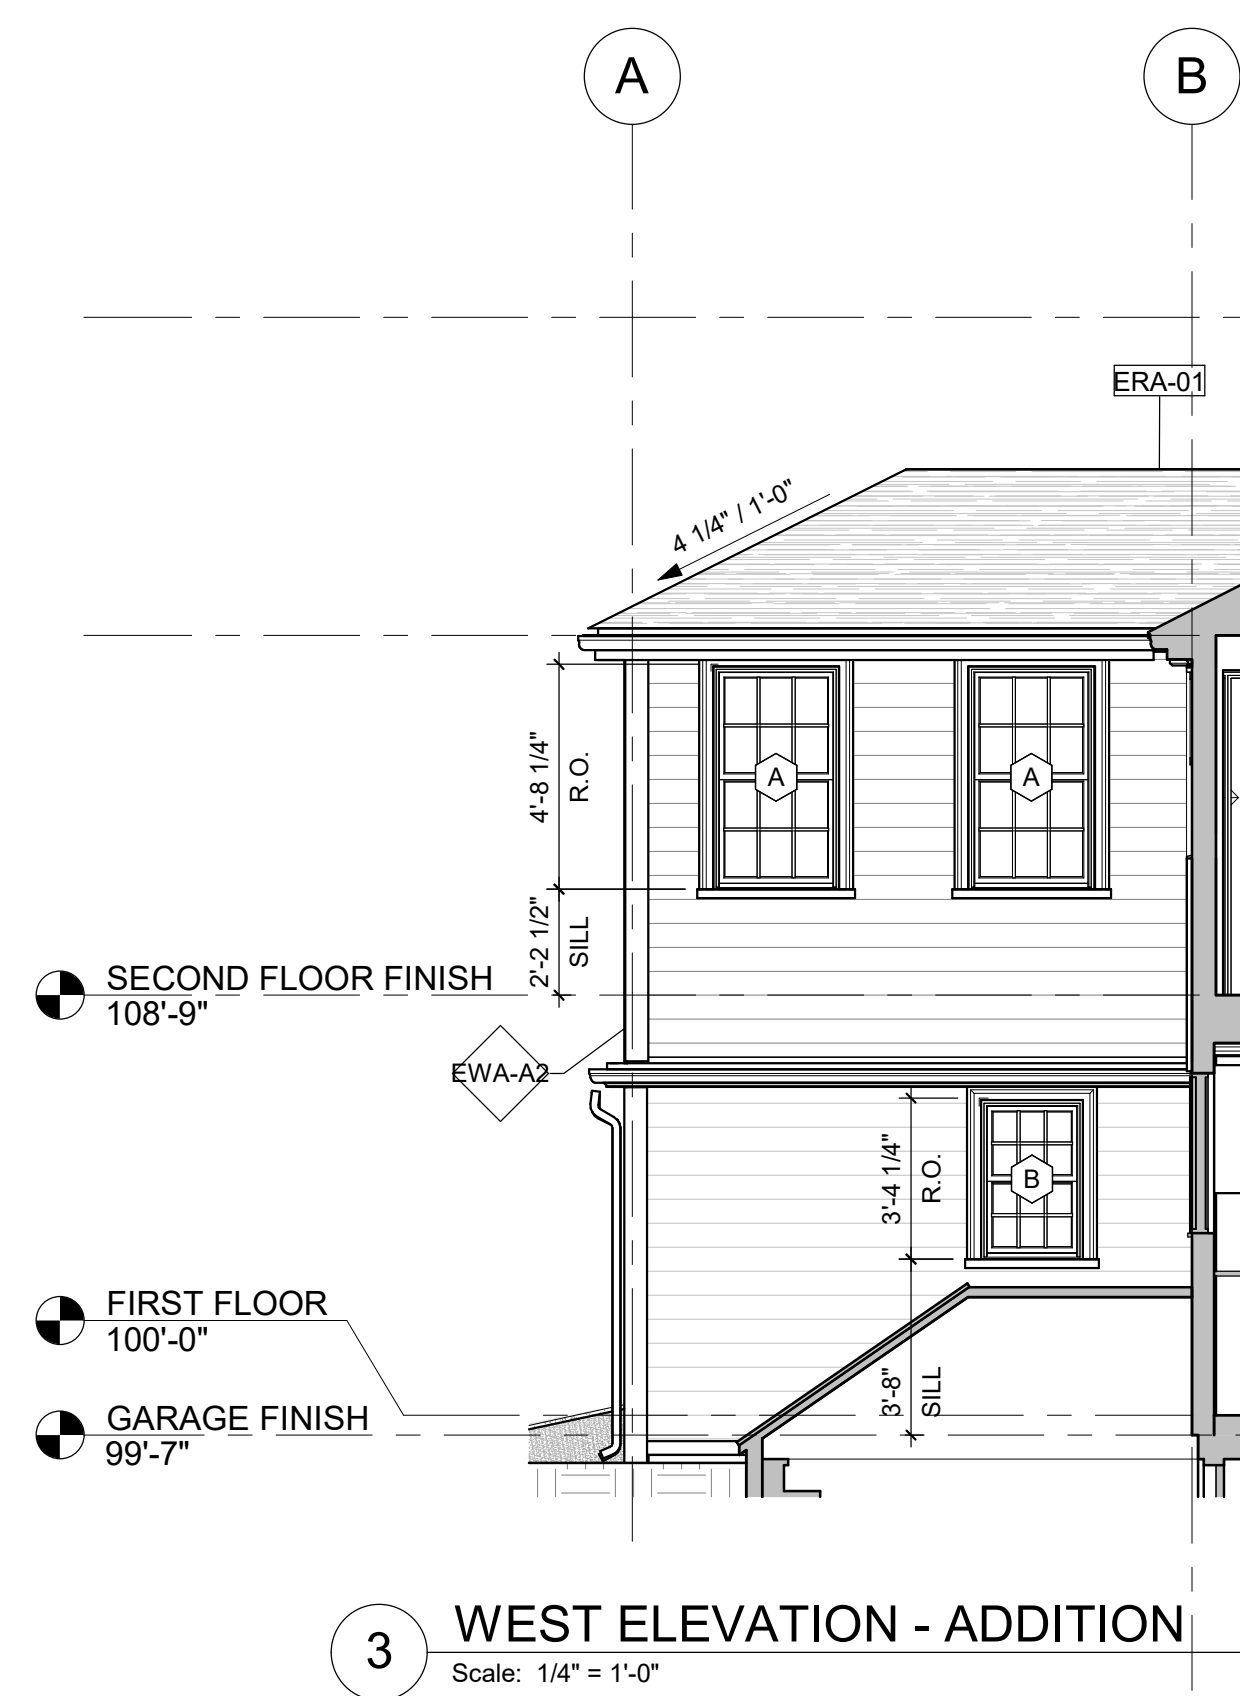 A
B
ERA-01
4 1/4" / 1'-0"
4'-8 1/4"
R.O.
A
A
2'-2 1/2"
SILL
SECOND FLOOR FINISH
108'-9"
EWA-A2
3'-4 1/4"
R.O.
B
FIRST FLOOR
100'-0"
3'-8"
SILL
GARAGE FINISH
99'-7"
3
WEST ELEVATION - ADDITION
Scale: 1/4" = 1'-0"